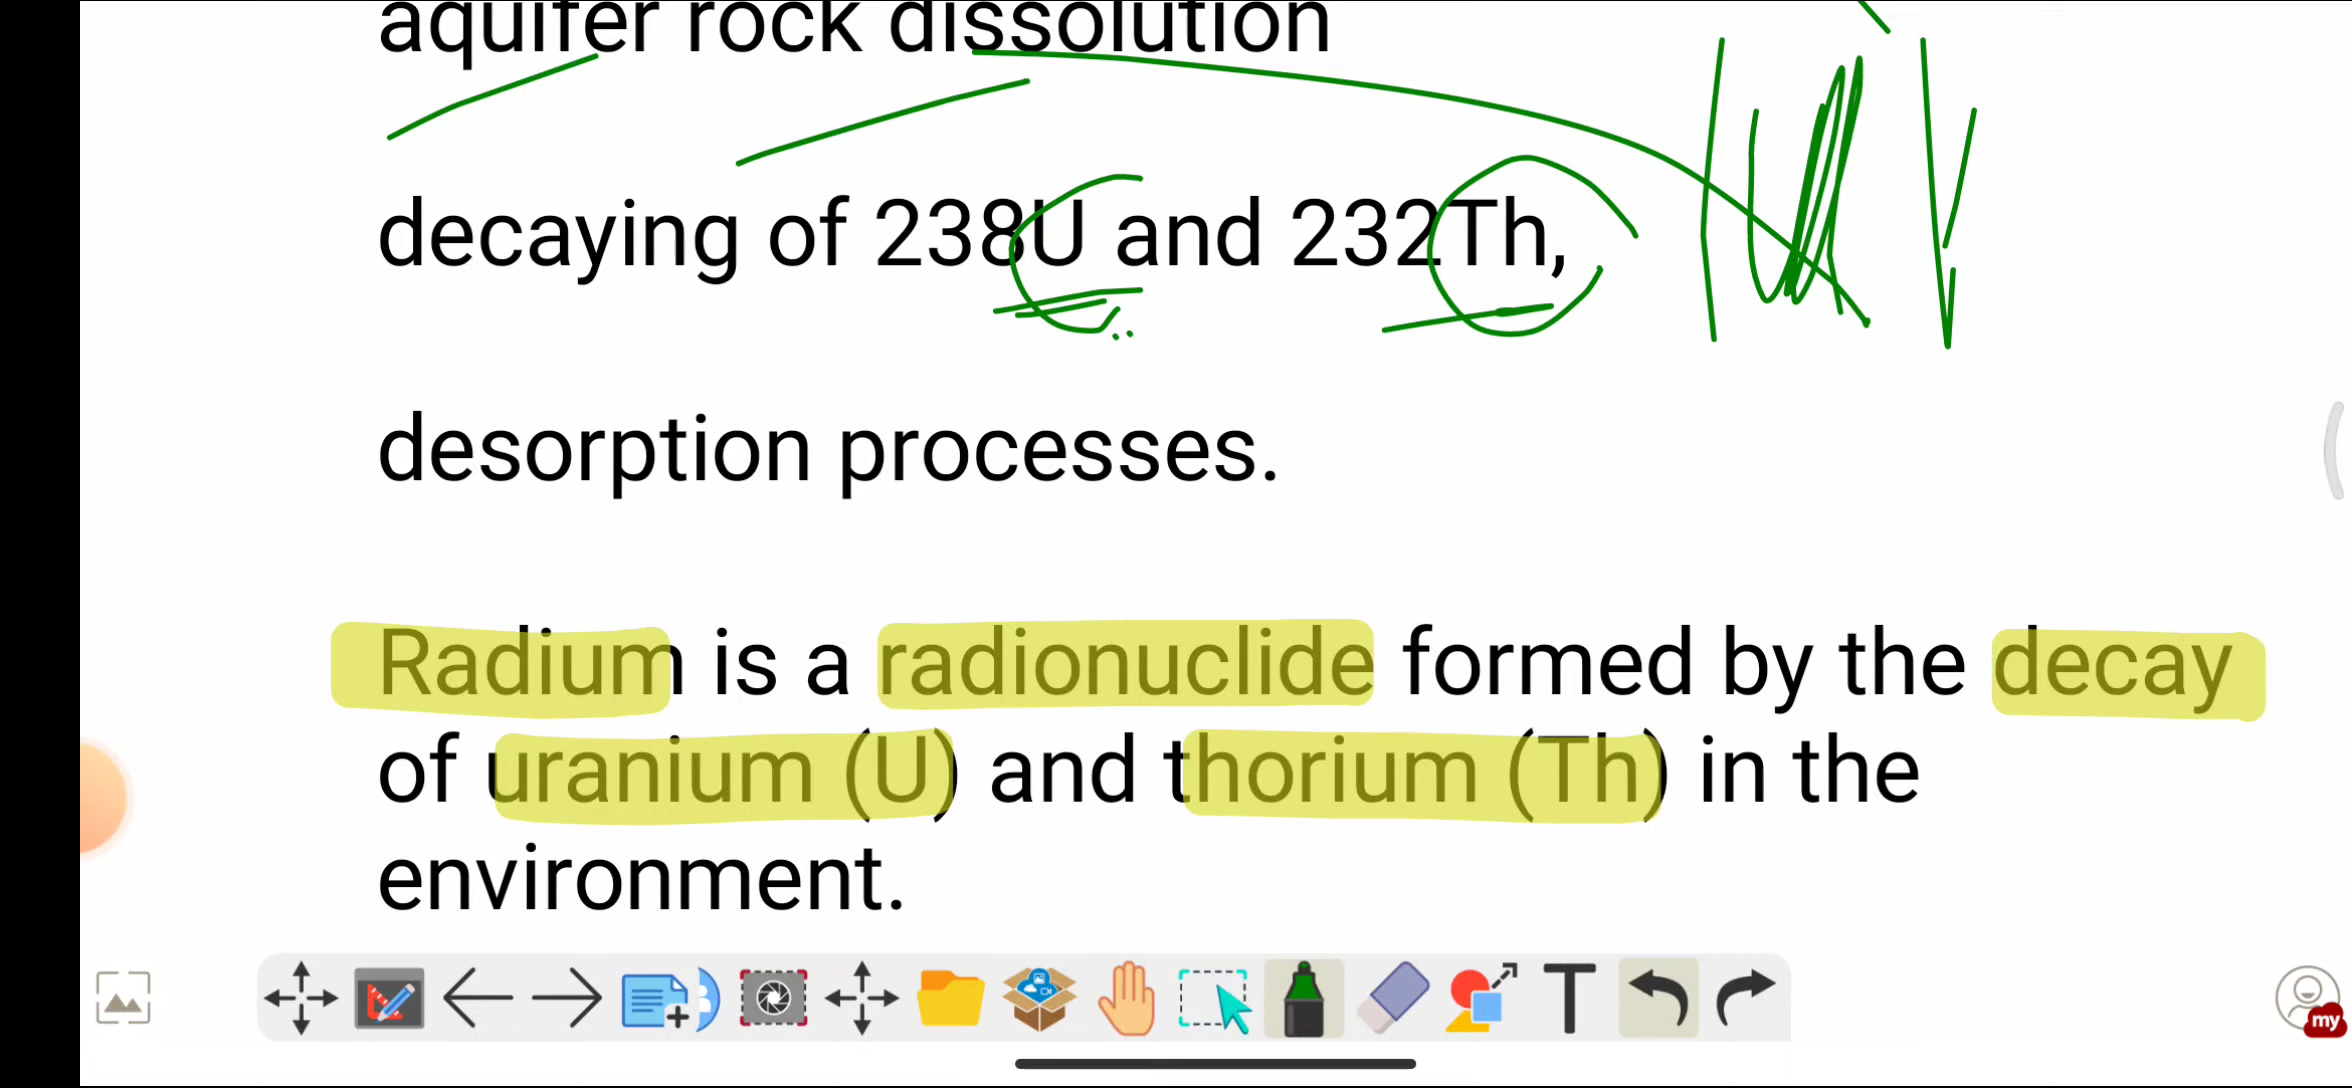 aquifer rock dissolution
decaying of 238U and 232Th,
desorption processes.
Radium is a radionuclide formed by the decay
of uranium (U) and thorium (Th) in the
environment.
T
my